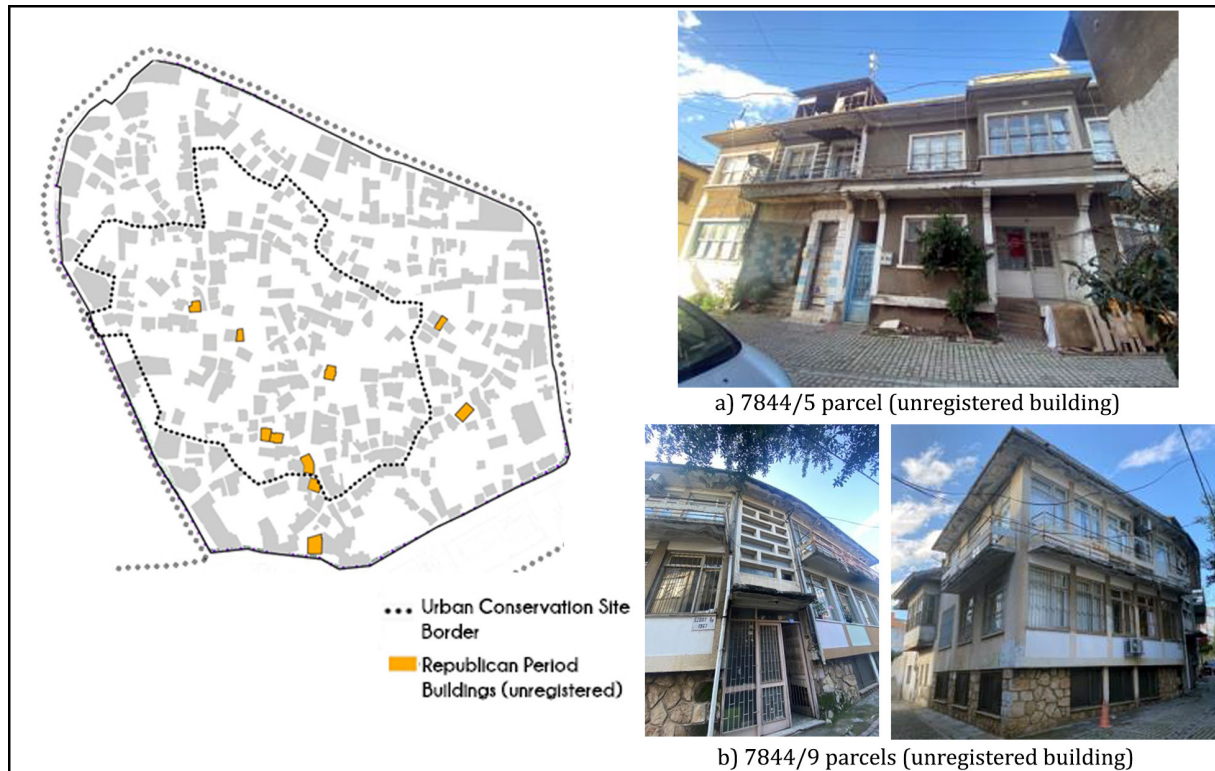 a) 7844/5 parcel (unregistered building)
Urban Conservation Site
Border
Republican Period
Buildings (unregistered)
b) 7844/9 parcels (unregistered building)